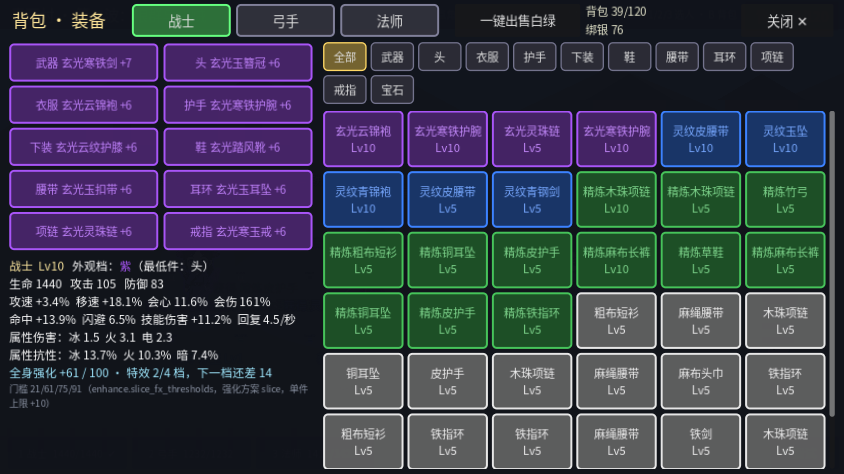 背包 · 装备
战士
弓手
法师
一键出售白绿
背包 39/120
绑银 76
关闭 ×
武器 玄光寒铁剑 +7
头 玄光玉簪冠 +6
衣服 玄光云锦袍 +6
护手 玄光寒铁护腕 +6
下装 玄光云纹护膝 +6
鞋 玄光踏风靴 +6
腰带 玄光玉扣带 +6
耳环 玄光玉耳坠 +6
项链 玄光灵珠链 +6
戒指 玄光寒玉戒 +6
战士 Lv10 外观档：紫（最低件：头）
生命 1440 攻击 105 防御 83
攻速 +3.4% 移速 +18.1% 会心 11.6% 会伤 161%
命中 +13.9% 闪避 6.5% 技能伤害 +11.2% 回复 4.5/秒
属性伤害：冰 1.5 火 3.1 电 2.3
属性抗性：冰 13.7% 火 10.3% 暗 7.4%
全身强化 +61 / 100 · 特效 2/4 档，下一档还差 14
门槛 21/61/75/91（enhance.slice_fx_thresholds，强化方案 slice，单件
上限 +10）
全部
武器
头
衣服
护手
下装
鞋
腰带
耳环
项链
戒指
宝石
玄光云锦袍
Lv10
玄光寒铁护腕
Lv10
玄光灵珠链
Lv5
玄光寒铁护腕
Lv10
灵纹皮腰带
Lv10
灵纹玉坠
Lv10
灵纹青锦袍
Lv10
灵纹皮腰带
Lv5
灵纹青钢剑
Lv5
精炼木珠项链
Lv10
精炼木珠项链
Lv5
精炼竹弓
Lv5
精炼粗布短衫
Lv5
精炼铜耳坠
Lv5
精炼皮护手
Lv5
精炼麻布长裤
Lv10
精炼草鞋
Lv5
精炼麻布长裤
Lv5
精炼铜耳坠
Lv5
精炼皮护手
Lv5
精炼铁指环
Lv5
粗布短衫
Lv5
麻绳腰带
Lv5
木珠项链
Lv5
铜耳坠
Lv5
皮护手
Lv5
木珠项链
Lv5
麻绳腰带
Lv5
麻布头巾
Lv5
铁指环
Lv5
粗布短衫
Lv5
铁指环
Lv5
铁指环
Lv5
麻绳腰带
Lv5
铁剑
Lv5
木珠项链
Lv5